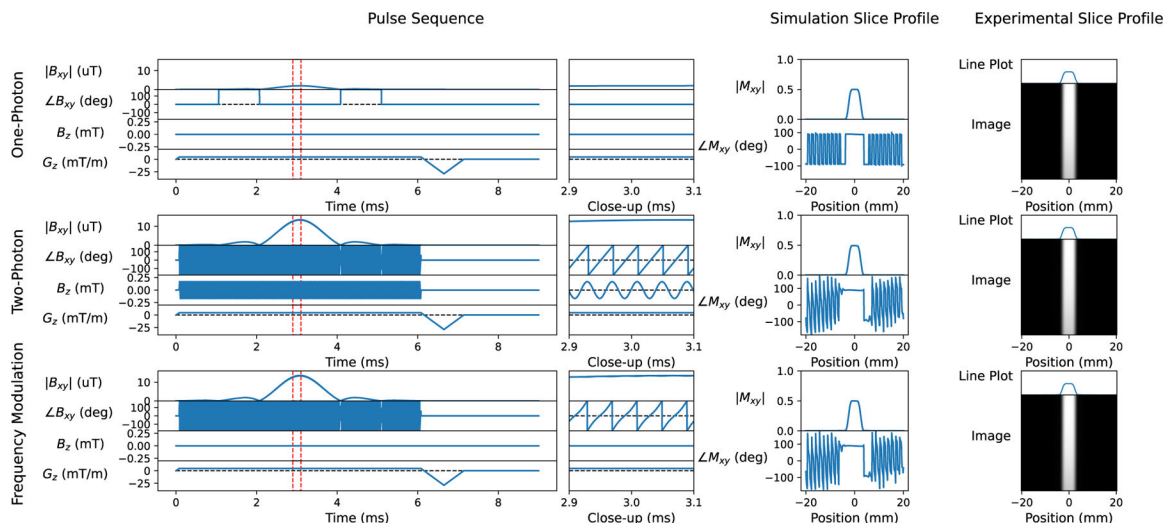 Pulse Sequence
Simulation Slice Profile
Experimental Slice Profile
One-Photon
|Bxy| (uT)
10
0
∠Bxy (deg)
100
0
−100
Bz (mT)
0.25
0.00
−0.25
Gz (mT/m)
0
−25
0 2 4 6 8
Time (ms)
2.9 3.0 3.1
Close-up (ms)
|Mxy|
1.0
0.5
0.0
∠Mxy (deg)
100
0
−100
−20 0 20
Position (mm)
Line Plot
Image
−20 0 20
Position (mm)
Two-Photon
|Bxy| (uT)
10
0
∠Bxy (deg)
100
0
−100
Bz (mT)
0.25
0.00
−0.25
Gz (mT/m)
0
−25
0 2 4 6 8
Time (ms)
2.9 3.0 3.1
Close-up (ms)
|Mxy|
1.0
0.5
0.0
∠Mxy (deg)
100
0
−100
−20 0 20
Position (mm)
Line Plot
Image
−20 0 20
Position (mm)
Frequency Modulation
|Bxy| (uT)
10
0
∠Bxy (deg)
100
0
−100
Bz (mT)
0.25
0.00
−0.25
Gz (mT/m)
0
−25
0 2 4 6 8
Time (ms)
2.9 3.0 3.1
Close-up (ms)
|Mxy|
1.0
0.5
0.0
∠Mxy (deg)
100
0
−100
−20 0 20
Position (mm)
Line Plot
Image
−20 0 20
Position (mm)